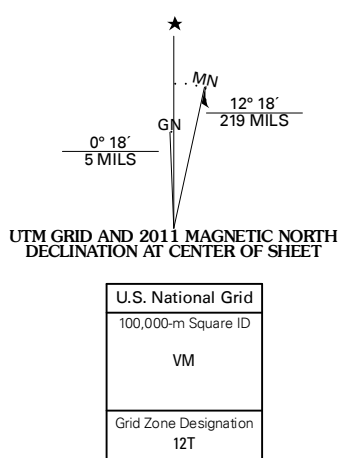 ★
MN
GN
12° 18´
219 MILS
0° 18´
5 MILS
UTM GRID AND 2011 MAGNETIC NORTH
DECLINATION AT CENTER OF SHEET
U.S. National Grid
100,000-m Square ID
VM
Grid Zone Designation
12T